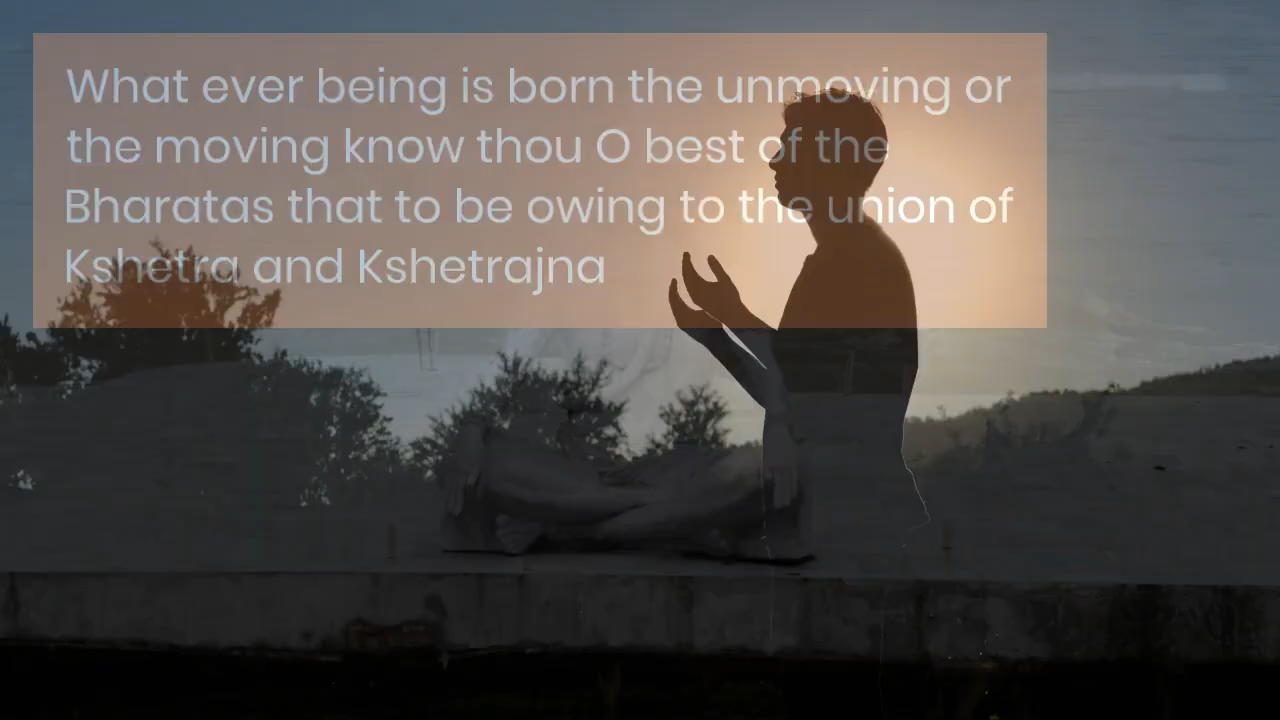 What ever being is born the unmoving or
the moving know thou O best of the
Bharatas that to be owing to the union of
Kshetra and Kshetrajna